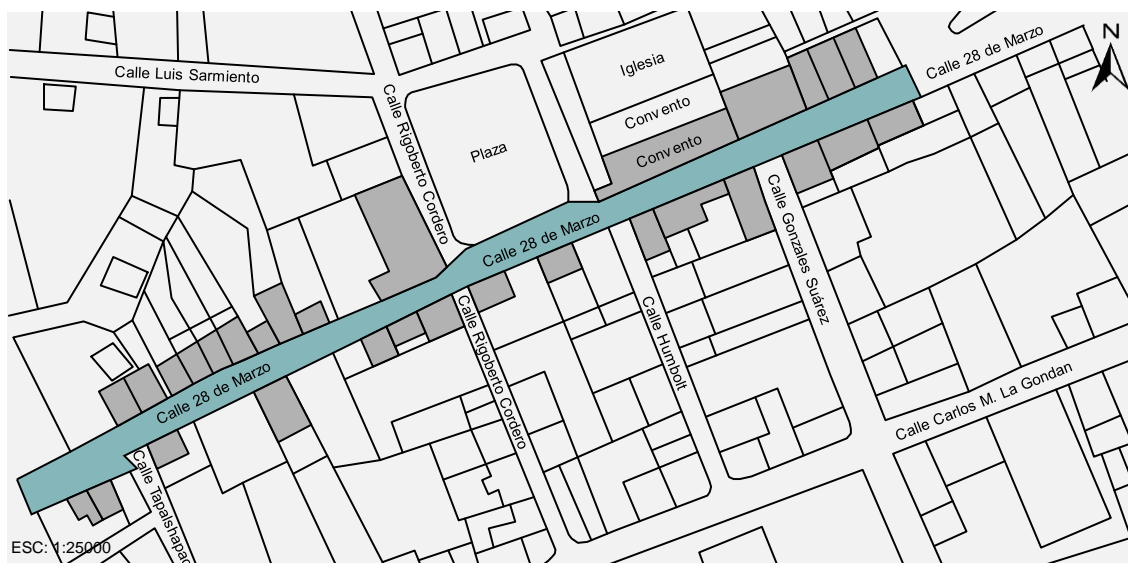 N
Calle 28 de Marzo
Iglesia
Calle Luis Sarmiento
Convento
Calle Rigoberto Cordero
Plaza
Convento
Calle 28 de Marzo
Calle Gonzales Suárez
Calle Rigoberto Cordero
Calle Humbolt
Calle 28 de Marzo
Calle Carlos M. La Gondan
Calle Tapalshapac
ESC: 1:25000